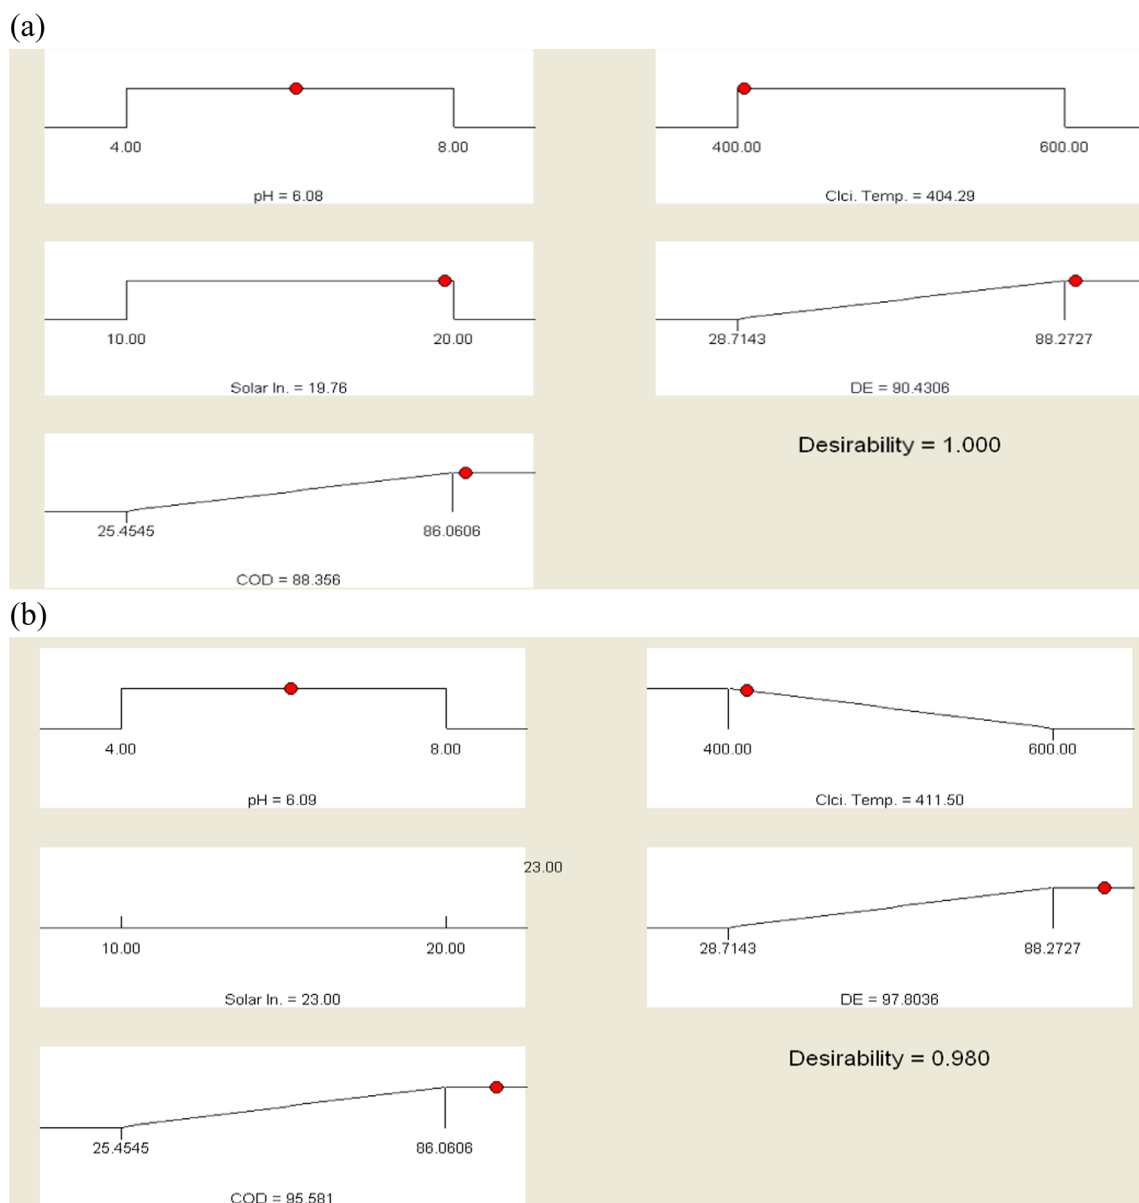 (a)
4.00 8.00
pH = 6.08
400.00 600.00
Clci. Temp. = 404.29
10.00 20.00
Solar In. = 19.76
28.7143 88.2727
DE = 90.4306
25.4545 86.0606
COD = 88.356
Desirability = 1.000
(b)
4.00 8.00
pH = 6.09
400.00 600.00
Clci. Temp. = 411.50
23.00
10.00 20.00
Solar In. = 23.00
28.7143 88.2727
DE = 97.8036
25.4545 86.0606
COD = 95.581
Desirability = 0.980